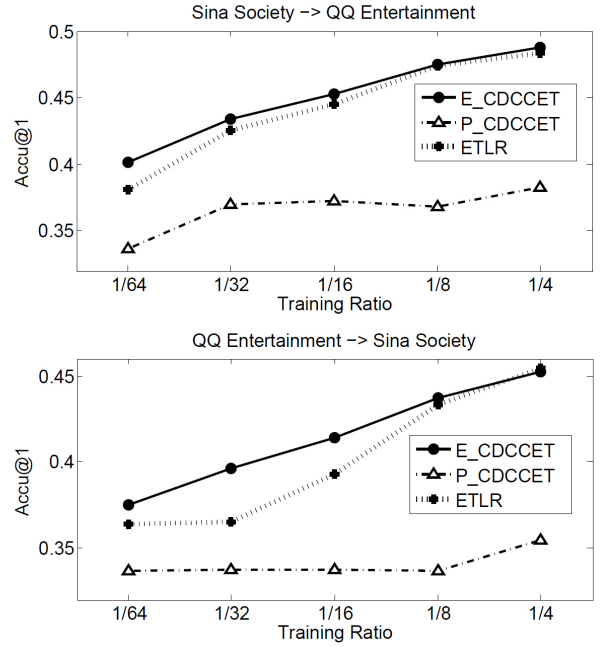 Sina Society −> QQ Entertainment
0.5
0.45
0.4
0.35
Accu@1
E_CDCCET
P_CDCCET
ETLR
1/64 1/32 1/16 1/8 1/4
Training Ratio
QQ Entertainment −> Sina Society
0.45
0.4
0.35
Accu@1
E_CDCCET
P_CDCCET
ETLR
1/64 1/32 1/16 1/8 1/4
Training Ratio